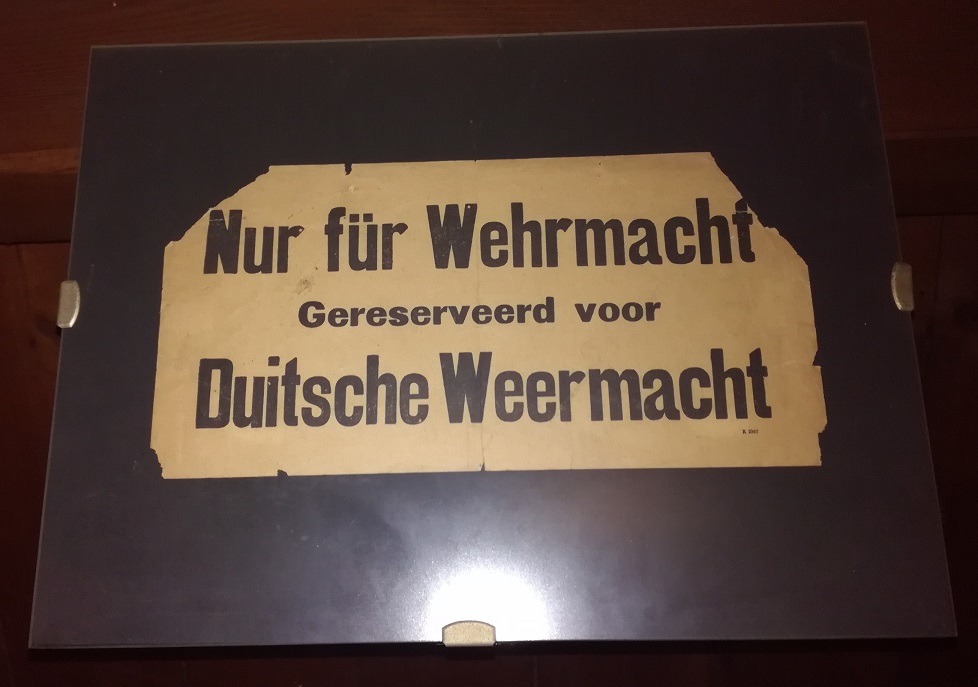 Nur für Wehrmacht
Gereserveerd voor
Duitsche Weermacht